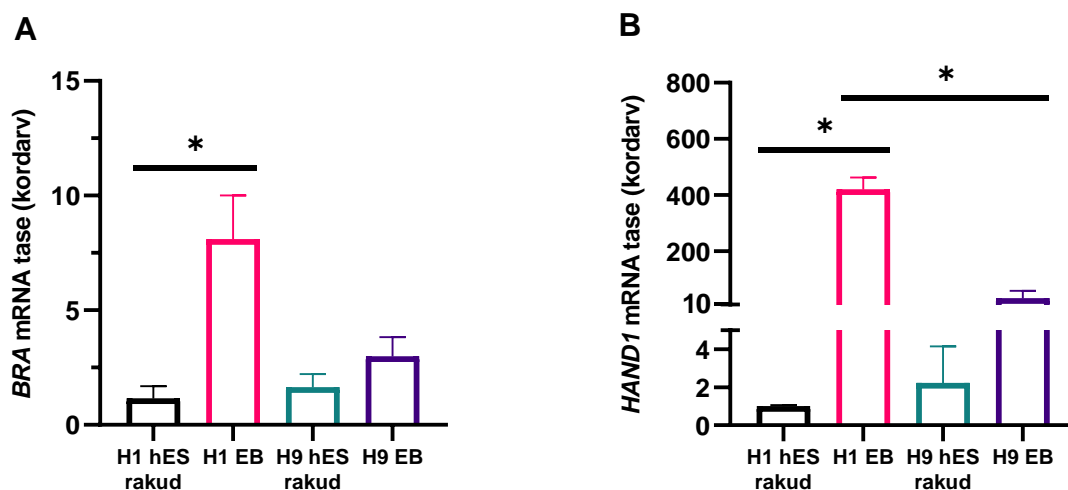 A
BRA mRNA tase (kordarv)
15
10
5
0
*
H1 hES
rakud
H1 EB
H9 hES
rakud
H9 EB
B
HAND1 mRNA tase (kordarv)
800
600
400
200
10
4
2
0
*
*
H1 hES
rakud
H1 EB
H9 hES
rakud
H9 EB